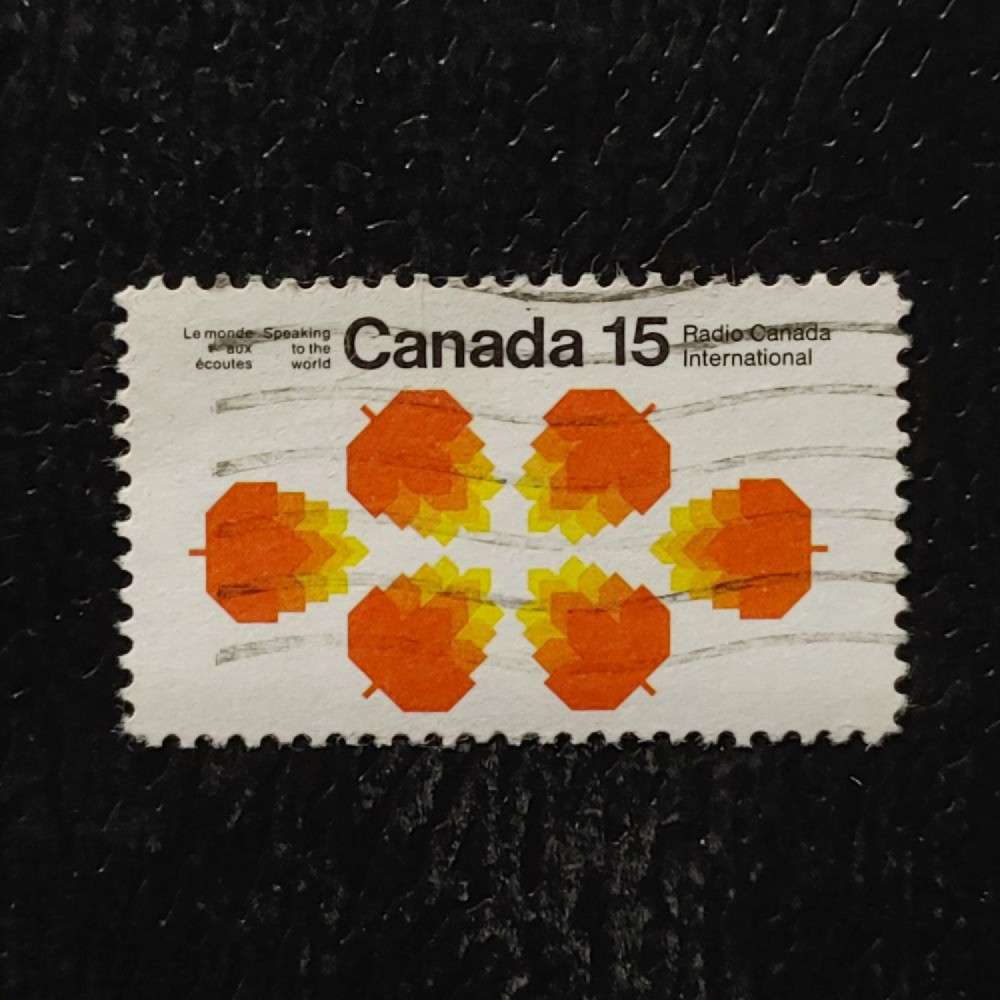 Le monde
aux
écoutes
Speaking
to the
world
Canada 15
Radio Canada
International